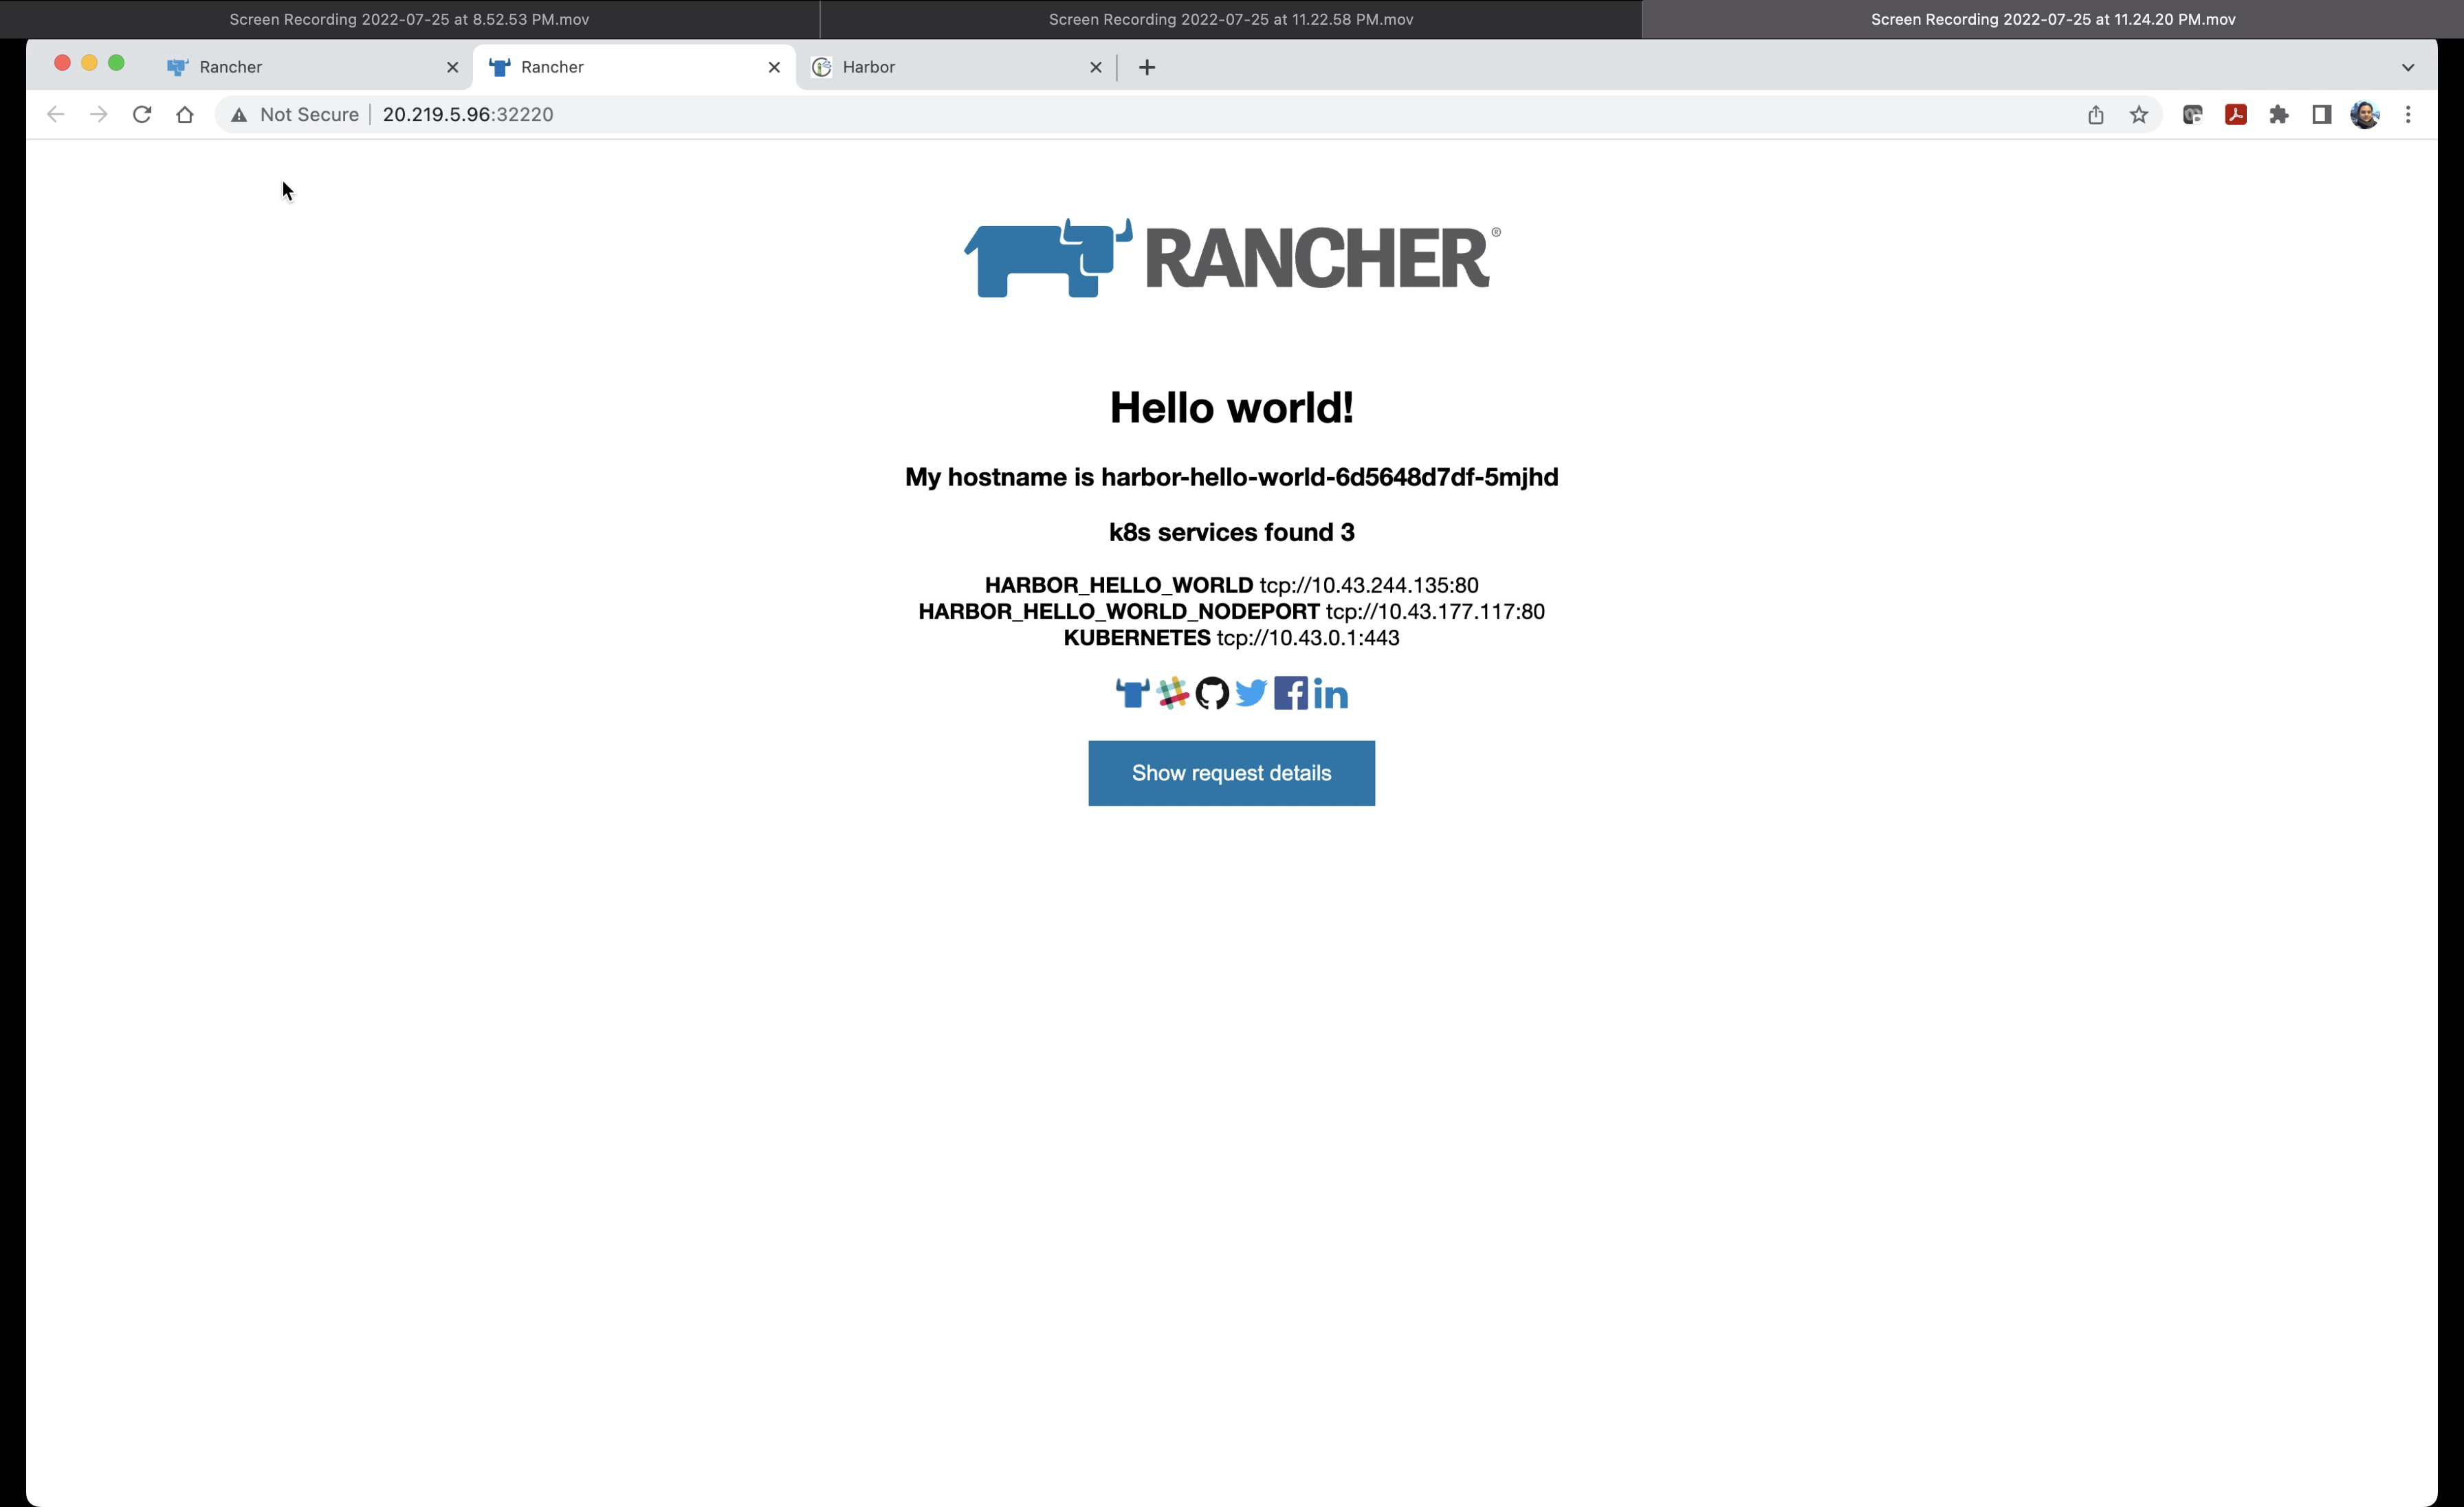 Screen Recording 2022-07-25 at 8.52.53 PM.mov
Screen Recording 2022-07-25 at 11.22.58 PM.mov
Screen Recording 2022-07-25 at 11.24.20 PM.mov
Rancher
Rancher
Harbor
Not Secure
20.219.5.96:32220
RANCHER®
Hello world!
My hostname is harbor-hello-world-6d5648d7df-5mjhd
k8s services found 3
HARBOR_HELLO_WORLD tcp://10.43.244.135:80
HARBOR_HELLO_WORLD_NODEPORT tcp://10.43.177.117:80
KUBERNETES tcp://10.43.0.1:443
Show request details